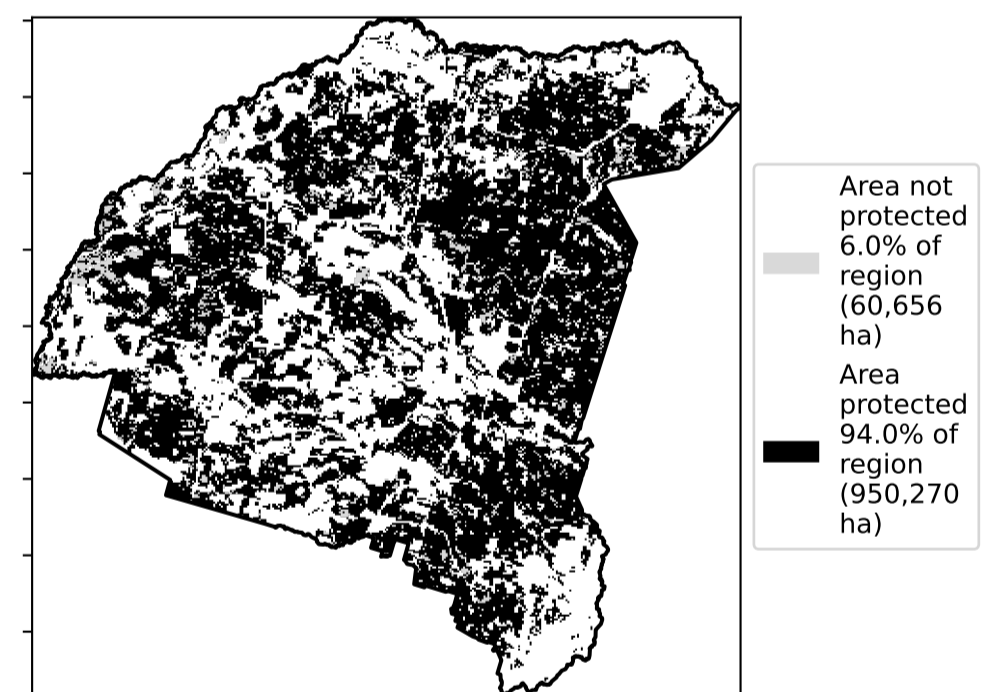 Area not
protected
6.0% of
region
(60,656
ha)
Area
protected
94.0% of
region
(950,270
ha)